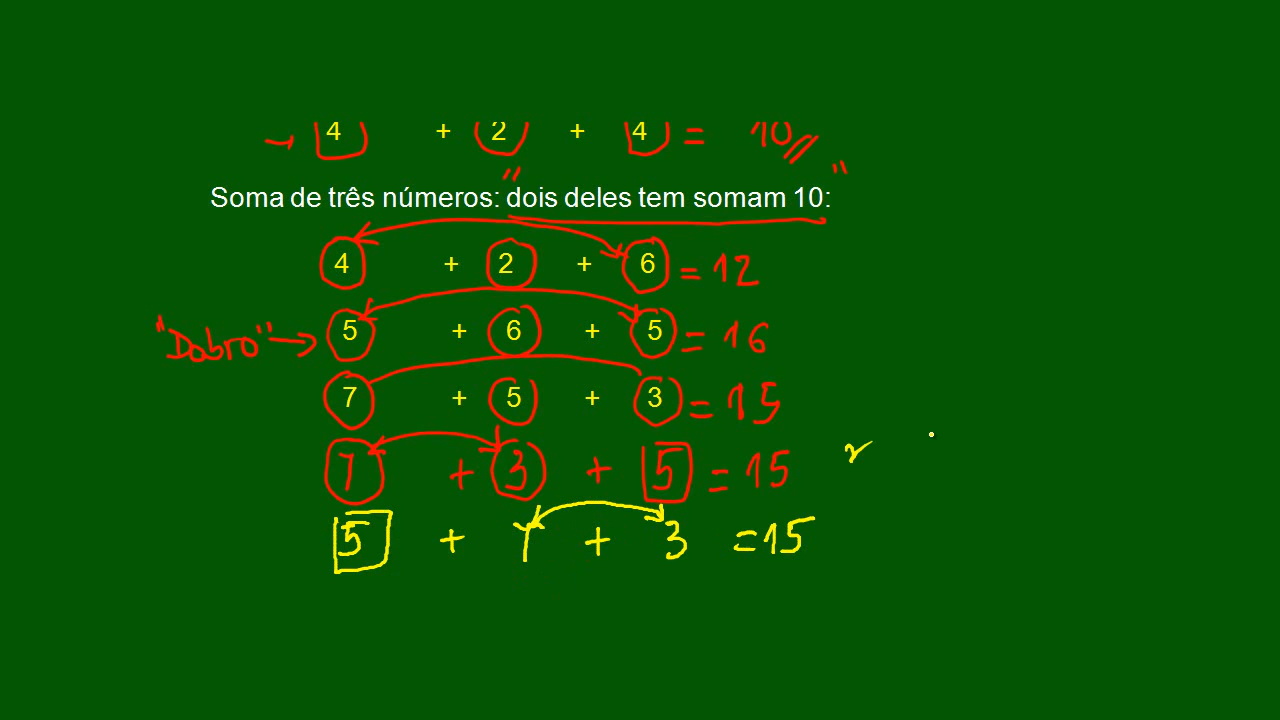 4 + 2 + 4 = 10//
Soma de três números: "dois deles tem somam 10:"
4 + 2 + 6 = 12
"Dobro" → 5 + 6 + 5 = 16
7 + 5 + 3 = 15
7 + 3 + 5 = 15
5 + 7 + 3 = 15